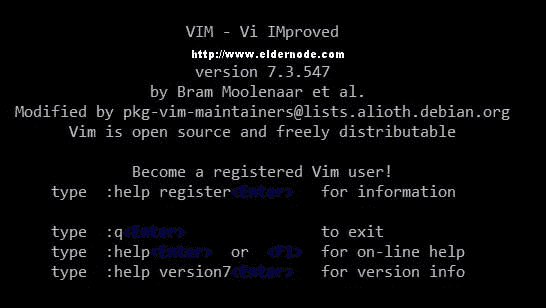 VIM - Vi IMproved
http://www.eldernode.com
version 7.3.547
by Bram Moolenaar et al.
Modified by pkg-vim-maintainers@lists.alioth.debian.org
Vim is open source and freely distributable
Become a registered Vim user!
type :help register<Enter> for information
type :q<Enter> to exit
type :help<Enter> or <F1> for on-line help
type :help version7<Enter> for version info